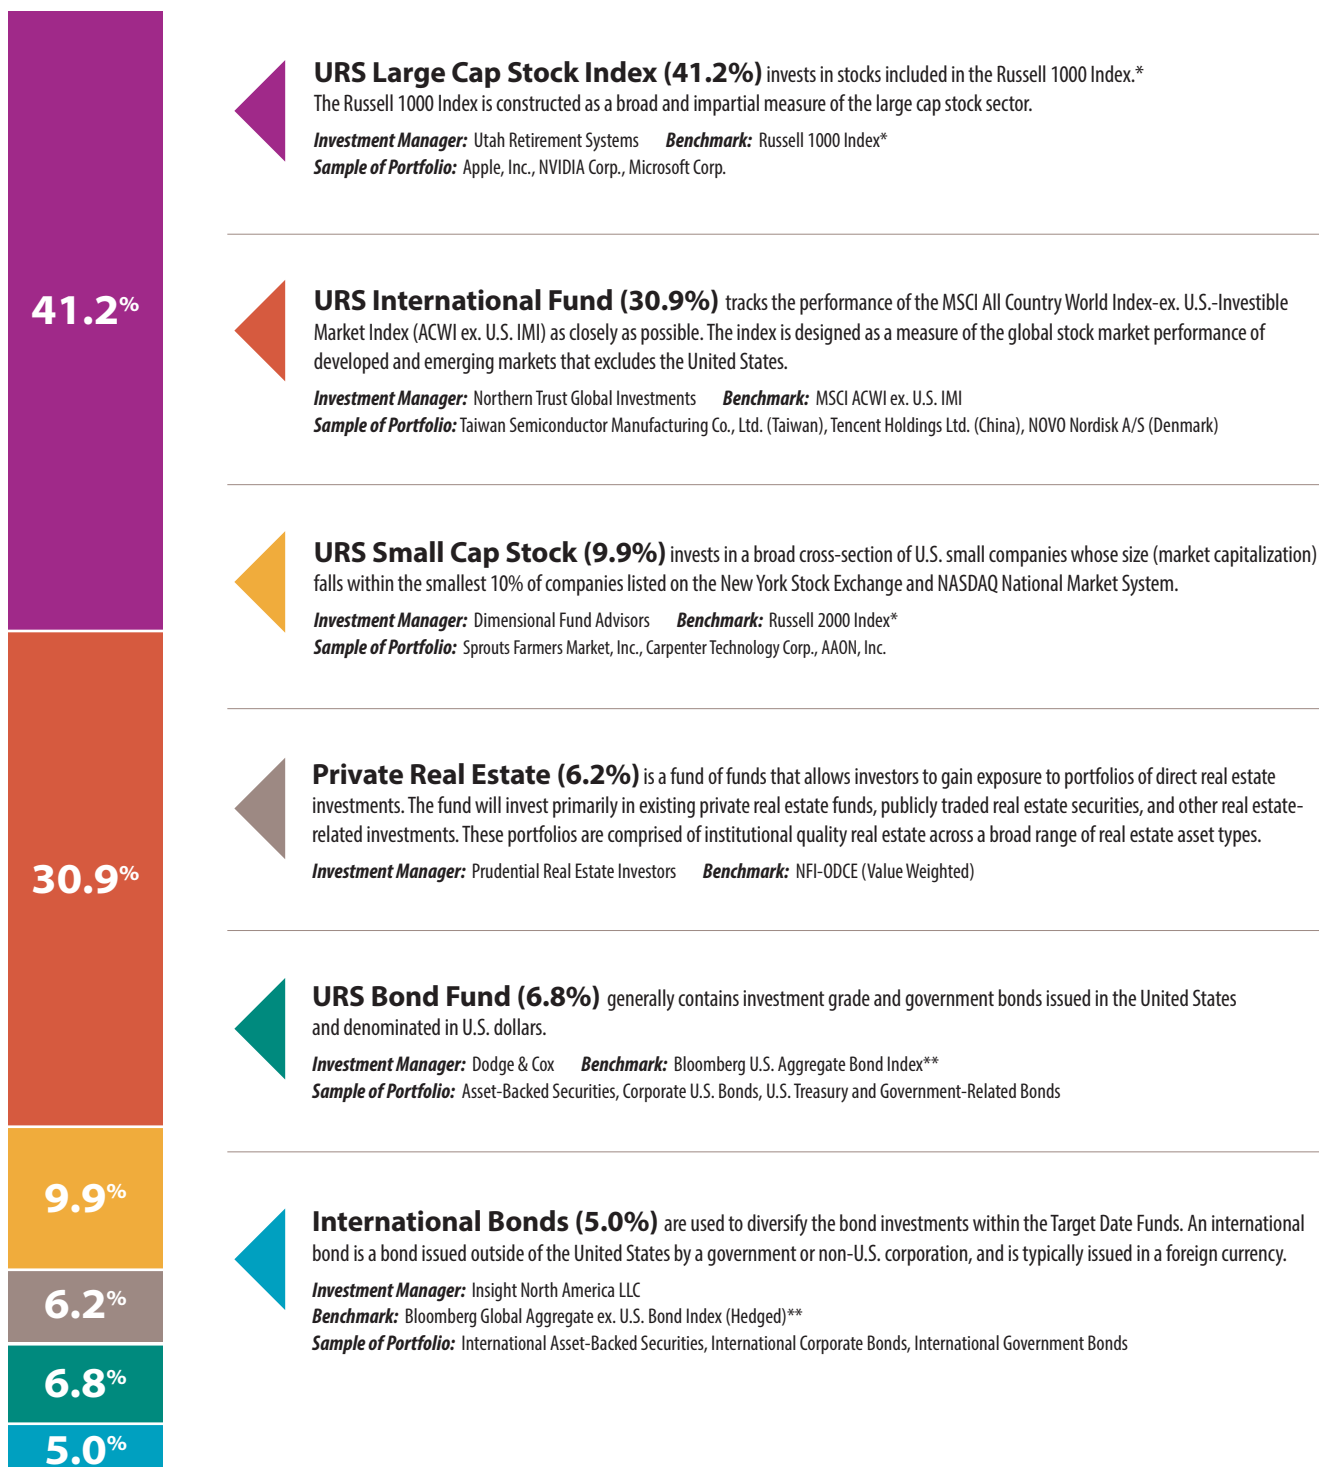 41.2%
30.9%
9.9%
6.2%
6.8%
5.0%
URS Large Cap Stock Index (41.2%) invests in stocks included in the Russell 1000 Index.*
The Russell 1000 Index is constructed as a broad and impartial measure of the large cap stock sector.
Investment Manager: Utah Retirement Systems Benchmark: Russell 1000 Index*
Sample of Portfolio: Apple, Inc., NVIDIA Corp., Microsoft Corp.
URS International Fund (30.9%) tracks the performance of the MSCI All Country World Index-ex. U.S.-Investible
Market Index (ACWI ex. U.S. IMI) as closely as possible. The index is designed as a measure of the global stock market performance of
developed and emerging markets that excludes the United States.
Investment Manager: Northern Trust Global Investments Benchmark: MSCI ACWI ex. U.S. IMI
Sample of Portfolio: Taiwan Semiconductor Manufacturing Co., Ltd. (Taiwan), Tencent Holdings Ltd. (China), NOVO Nordisk A/S (Denmark)
URS Small Cap Stock (9.9%) invests in a broad cross-section of U.S. small companies whose size (market capitalization)
falls within the smallest 10% of companies listed on the New York Stock Exchange and NASDAQ National Market System.
Investment Manager: Dimensional Fund Advisors Benchmark: Russell 2000 Index*
Sample of Portfolio: Sprouts Farmers Market, Inc., Carpenter Technology Corp., AAON, Inc.
Private Real Estate (6.2%) is a fund of funds that allows investors to gain exposure to portfolios of direct real estate
investments. The fund will invest primarily in existing private real estate funds, publicly traded real estate securities, and other real estate-
related investments. These portfolios are comprised of institutional quality real estate across a broad range of real estate asset types.
Investment Manager: Prudential Real Estate Investors Benchmark: NFI-ODCE (Value Weighted)
URS Bond Fund (6.8%) generally contains investment grade and government bonds issued in the United States
and denominated in U.S. dollars.
Investment Manager: Dodge & Cox Benchmark: Bloomberg U.S. Aggregate Bond Index**
Sample of Portfolio: Asset-Backed Securities, Corporate U.S. Bonds, U.S. Treasury and Government-Related Bonds
International Bonds (5.0%) are used to diversify the bond investments within the Target Date Funds. An international
bond is a bond issued outside of the United States by a government or non-U.S. corporation, and is typically issued in a foreign currency.
Investment Manager: Insight North America LLC
Benchmark: Bloomberg Global Aggregate ex. U.S. Bond Index (Hedged)**
Sample of Portfolio: International Asset-Backed Securities, International Corporate Bonds, International Government Bonds